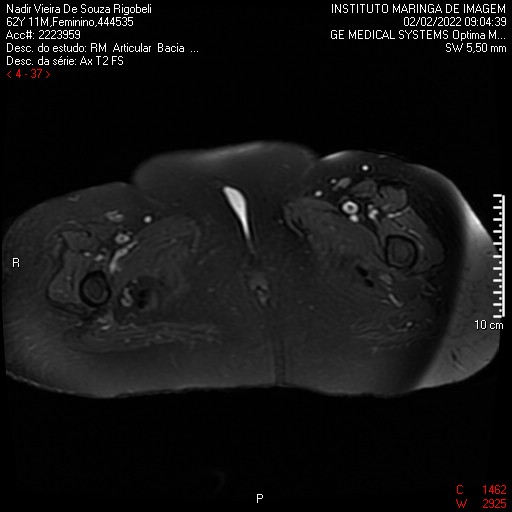 Nadir Vieira De Souza Rigobeli
62Y 11M,Feminino,444535
Acc#: 2223959
Desc. do estudo: RM Articular Bacia ...
Desc. da série: Ax T2 FS
< 4 - 37 >
INSTITUTO MARINGA DE IMAGEM
02/02/2022 09:04:39
GE MEDICAL SYSTEMS Optima M...
SW 5,50 mm
R
10 cm
P
C 1462
W 2925